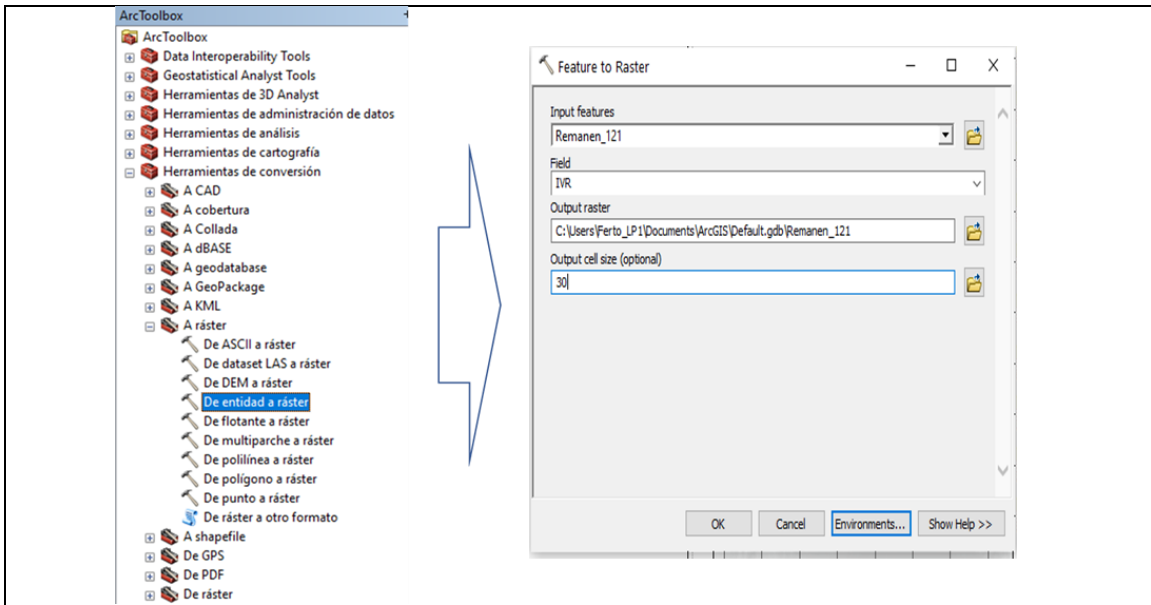 ArcToolbox
ArcToolbox
Data Interoperability Tools
Geostatistical Analyst Tools
Herramientas de 3D Analyst
Herramientas de administración de datos
Herramientas de análisis
Herramientas de cartografía
Herramientas de conversión
A CAD
A cobertura
A Collada
A dBASE
A geodatabase
A GeoPackage
A KML
A ráster
De ASCII a ráster
De dataset LAS a ráster
De DEM a ráster
De entidad a ráster
De flotante a ráster
De multiparche a ráster
De polilínea a ráster
De polígono a ráster
De punto a ráster
De ráster a otro formato
A shapefile
De GPS
De PDF
De ráster
Feature to Raster
Input features
Remanen_121
Field
IVR
Output raster
C:\Users\Ferto_LP1\Documents\ArcGIS\Default.gdb\Remanen_121
Output cell size (optional)
30
OK Cancel Environments... Show Help >>